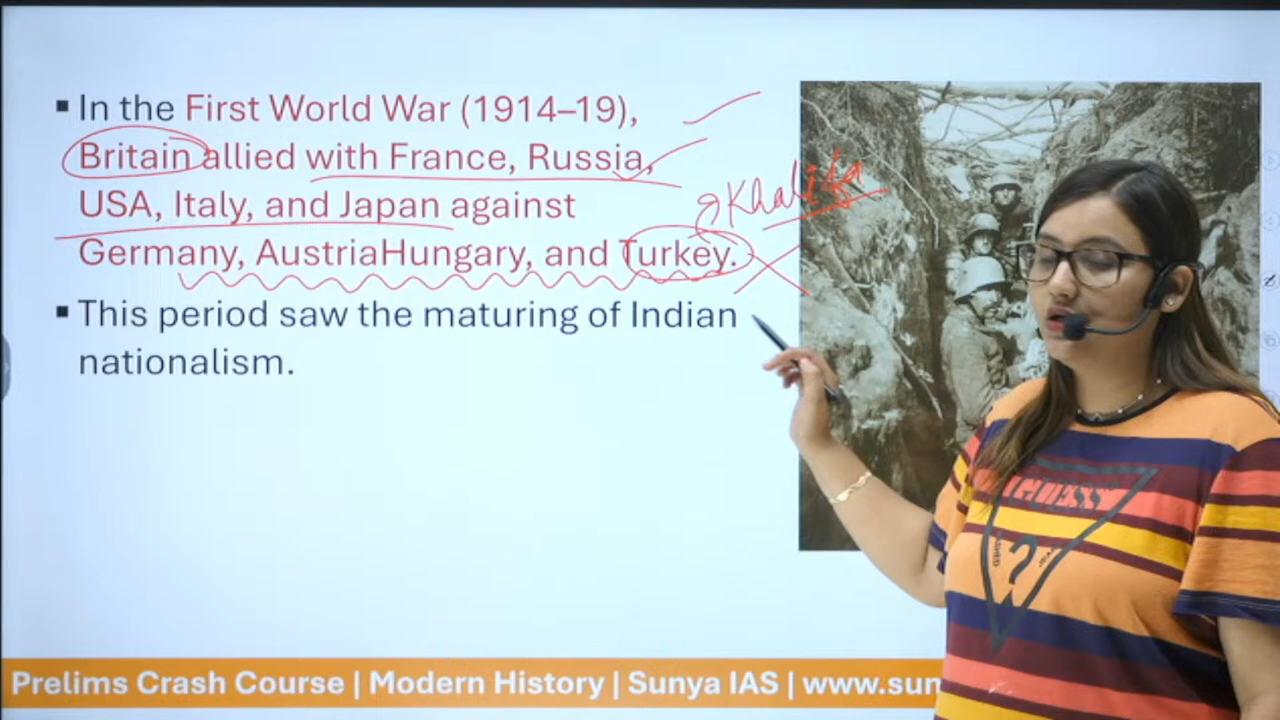 ▪ In the First World War (1914–19),
Britain allied with France, Russia,
USA, Italy, and Japan against
Germany, AustriaHungary, and Turkey.
Khalifa
▪ This period saw the maturing of Indian
nationalism.
GUESS
?
Prelims Crash Course | Modern History | Sunya IAS | www.sun